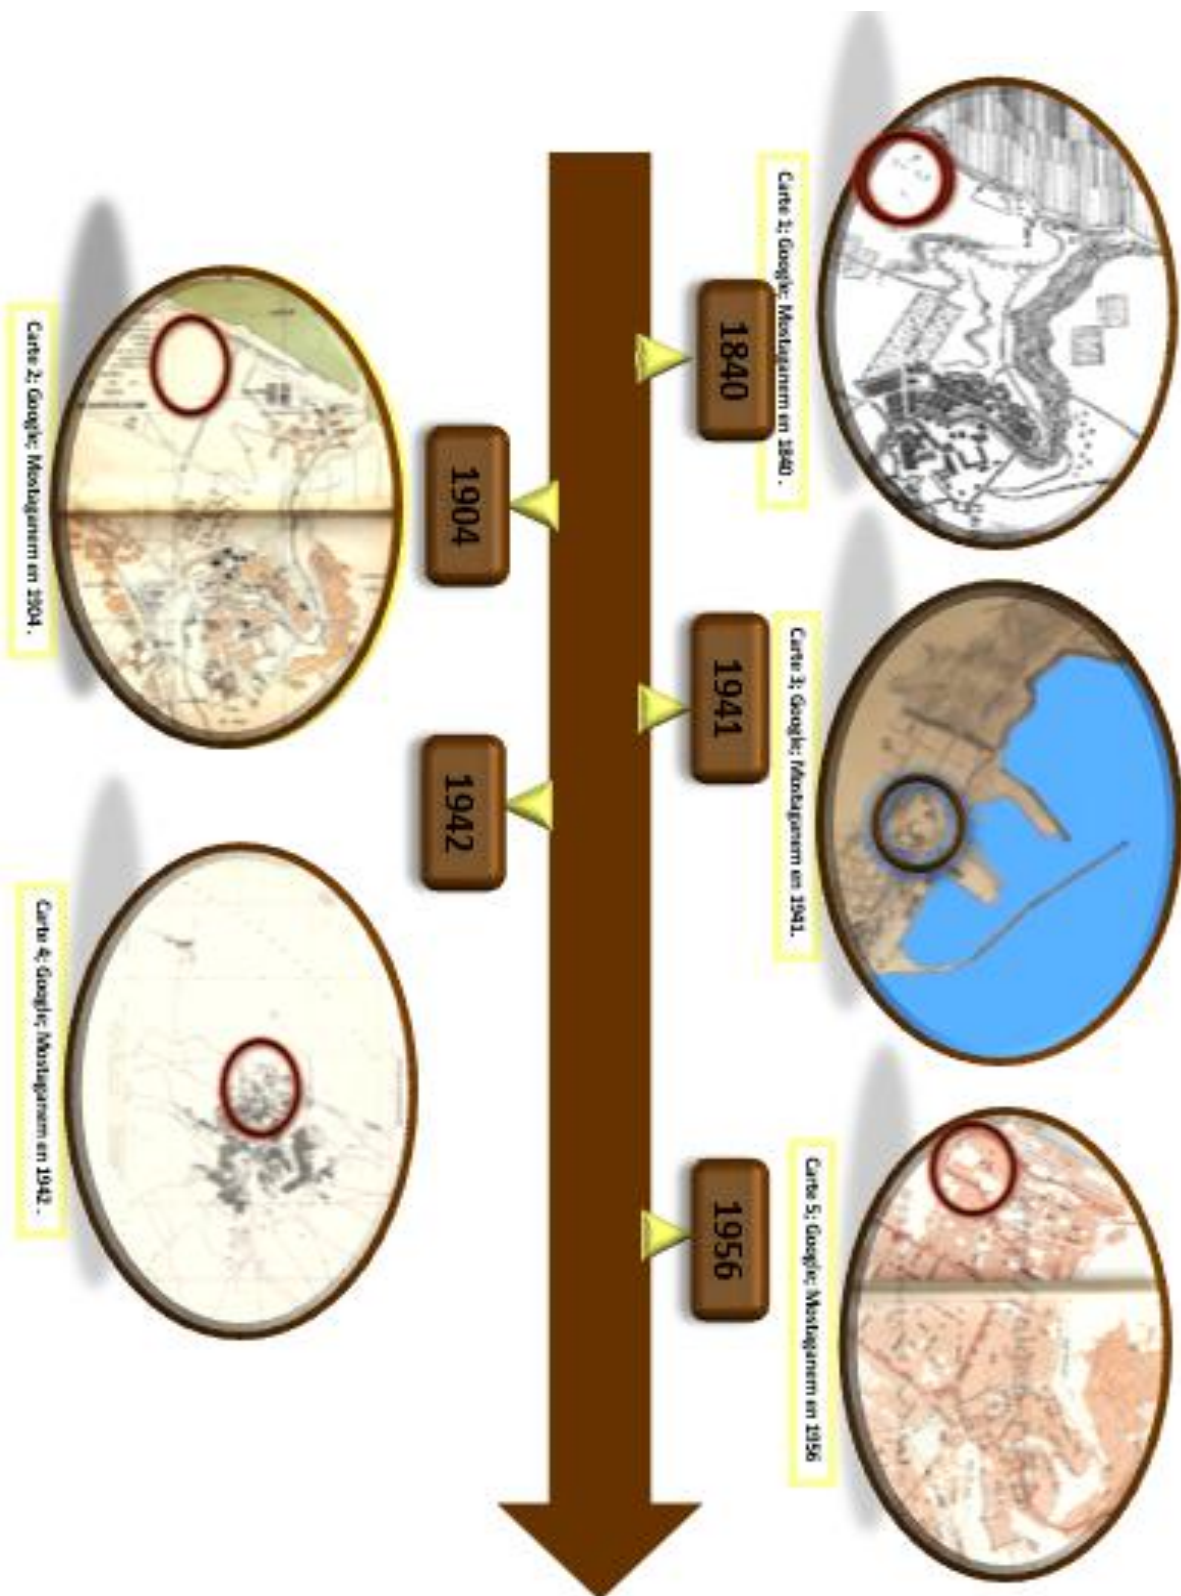 1840
Carte 1; Google; Mostaganem en 1840 .
1904
Carte 2; Google; Mostaganem en 1904 .
1941
Carte 3; Google; Mostaganem en 1941.
1942
Carte 4; Google; Mostaganem en 1942 .
1956
Carte 5; Google; Mostaganem en 1956